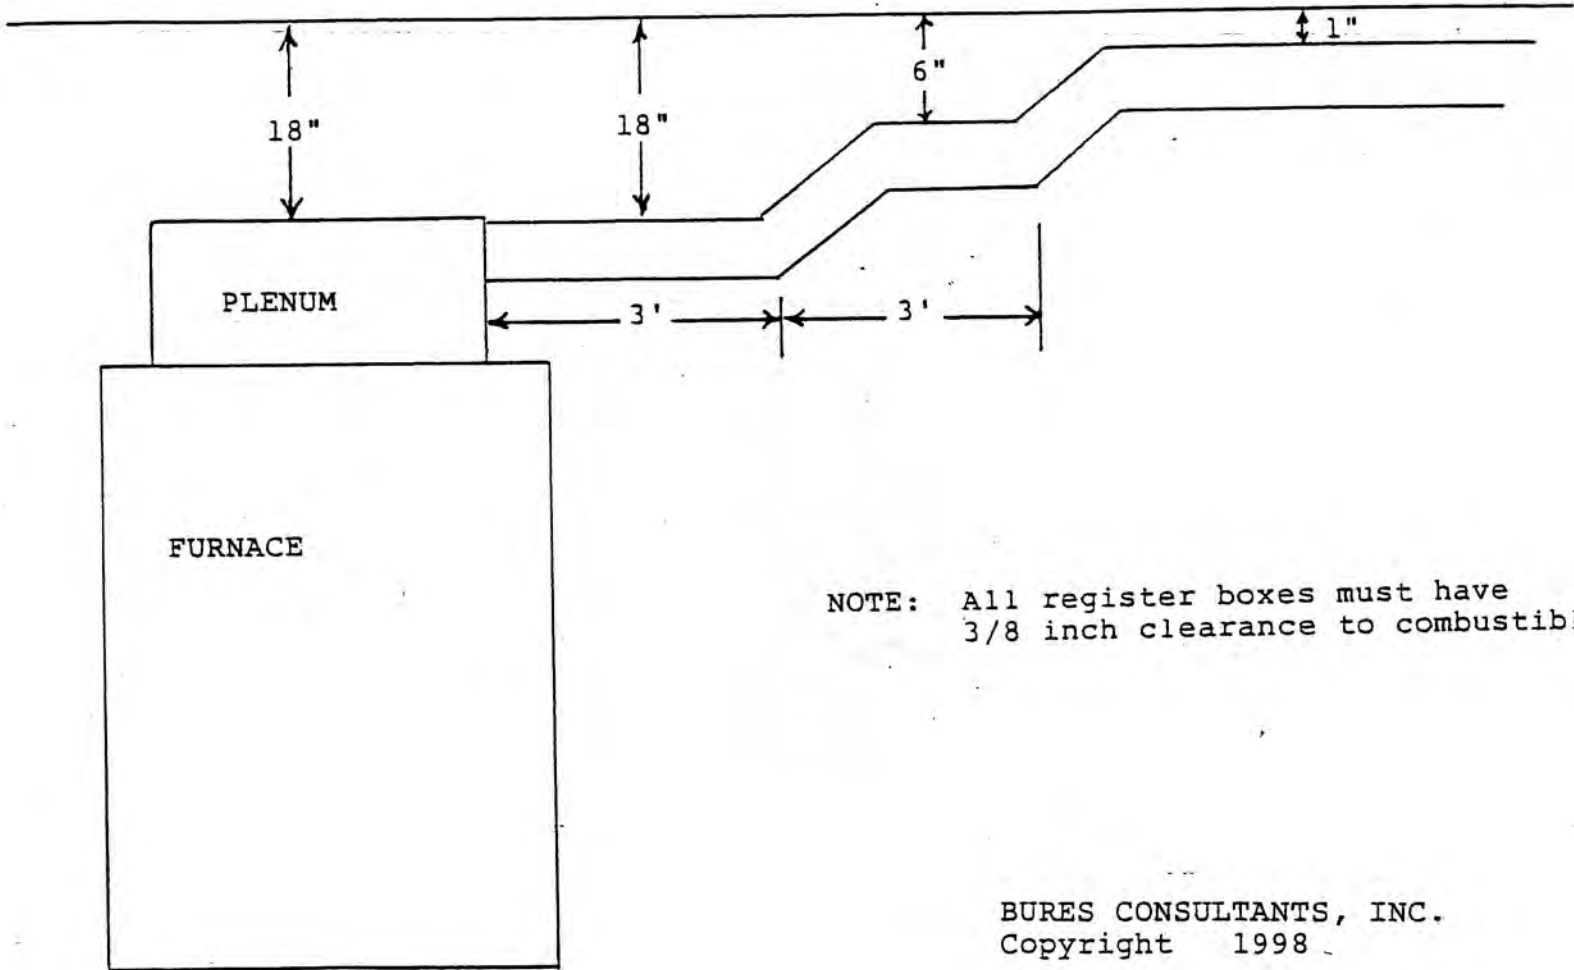 1"
6"
18"
18"
PLENUM
3'
3'
FURNACE
NOTE: All register boxes must have
3/8 inch clearance to
BURES CONSULTANTS, INC.
Copyright 1998